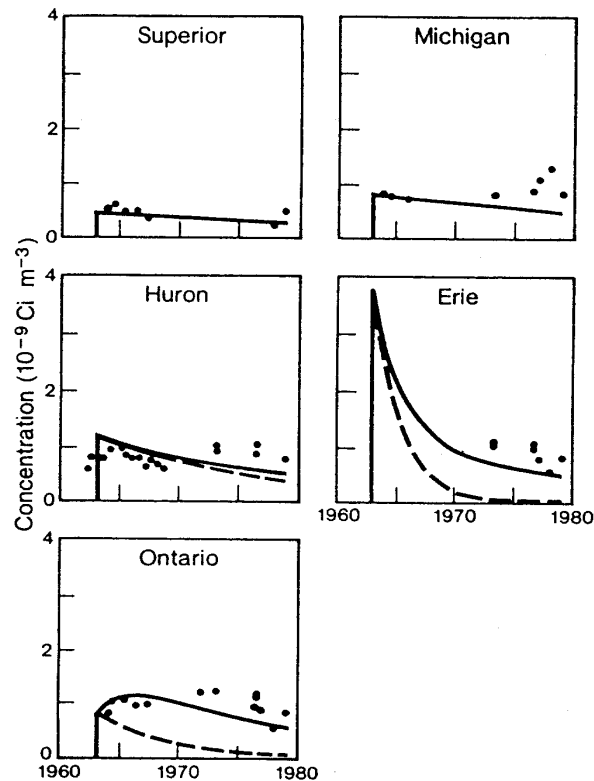 4
Superior
Michigan
2
0
Concentration (10⁻⁹ Ci m⁻³)
4
Huron
Erie
2
0
1960 1970 1980
Ontario
2
0
1960 1970 1980